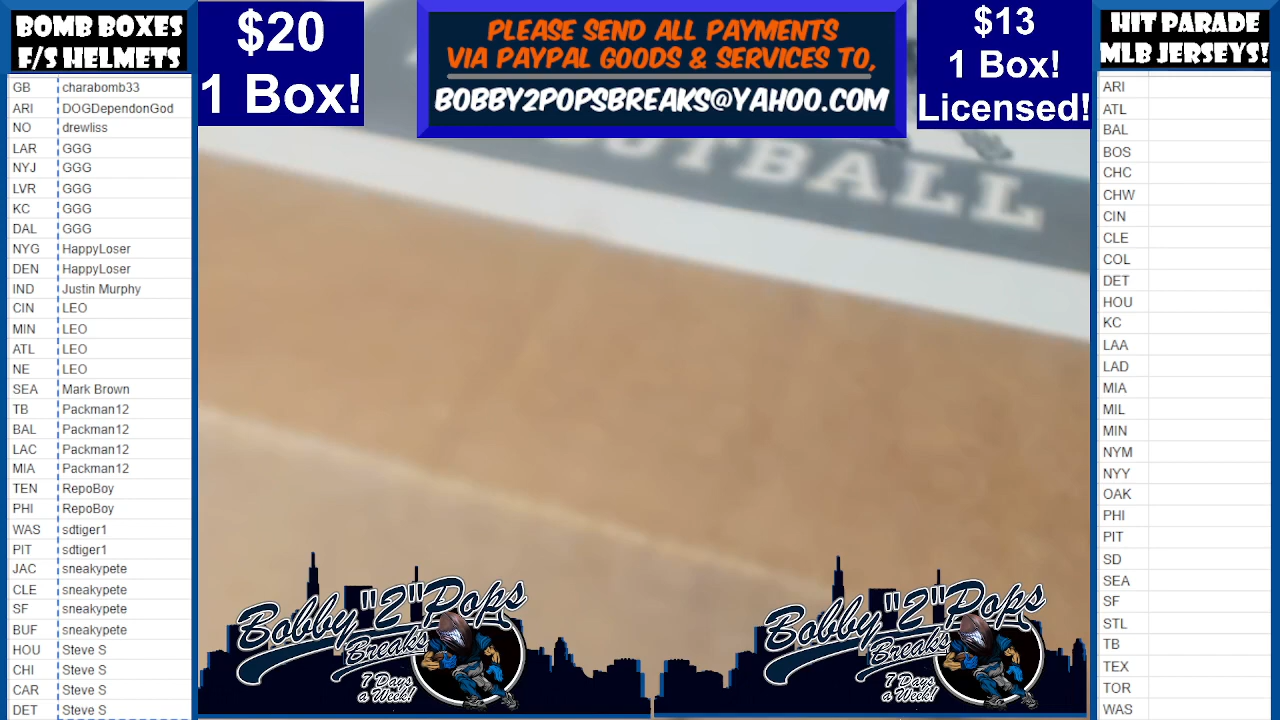 BOMB BOXES
F/S HELMETS
GB charabomb33
ARI DOGDependonGod
NO drewliss
LAR GGG
NYJ GGG
LVR GGG
KC GGG
DAL GGG
NYG HappyLoser
DEN HappyLoser
IND Justin Murphy
CIN LEO
MIN LEO
ATL LEO
NE LEO
SEA Mark Brown
TB Packman12
BAL Packman12
LAC Packman12
MIA Packman12
TEN RepoBoy
PHI RepoBoy
WAS sdtiger1
PIT sdtiger1
JAC sneakypete
CLE sneakypete
SF sneakypete
BUF sneakypete
HOU Steve S
CHI Steve S
CAR Steve S
DET Steve S
$20
1 Box!
PLEASE SEND ALL PAYMENTS
VIA PAYPAL GOODS & SERVICES TO,
BOBBY2POPSBREAKS@YAHOO.COM
$13
1 Box!
Licensed!
Bobby "2" Pops
Breaks
7 Days
a Week!
Bobby "2" Pops
Breaks
7 Days
a Week!
HIT PARADE
MLB JERSEYS!
ARI
ATL
BAL
BOS
CHC
CHW
CIN
CLE
COL
DET
HOU
KC
LAA
LAD
MIA
MIL
MIN
NYM
NYY
OAK
PHI
PIT
SD
SEA
SF
STL
TB
TEX
TOR
WAS